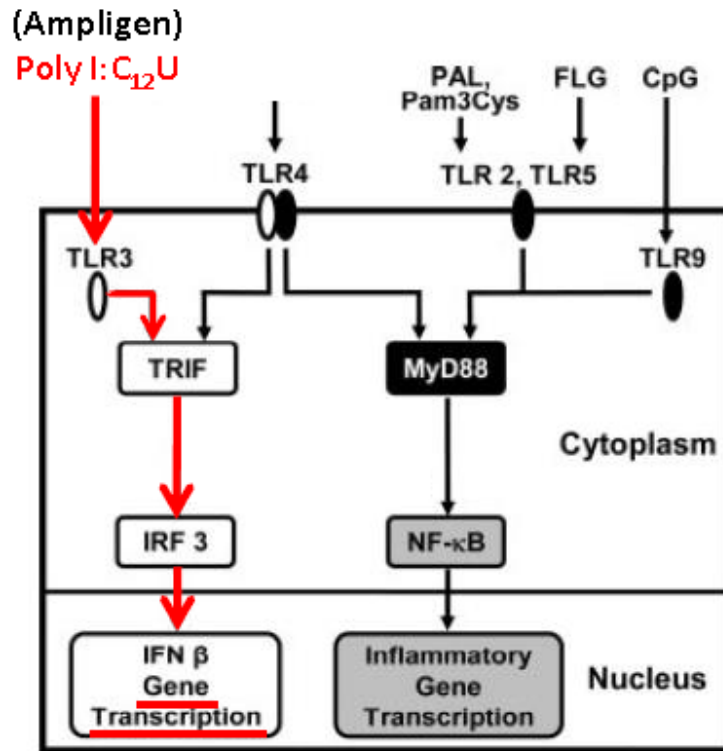 (Ampligen)
Poly I:C₁₂U
PAL,
Pam3Cys
FLG
CpG
TLR4
TLR 2, TLR5
TLR3
TLR9
TRIF
MyD88
Cytoplasm
IRF 3
NF-κB
IFN β
Gene
Transcription
Inflammatory
Gene
Transcription
Nucleus